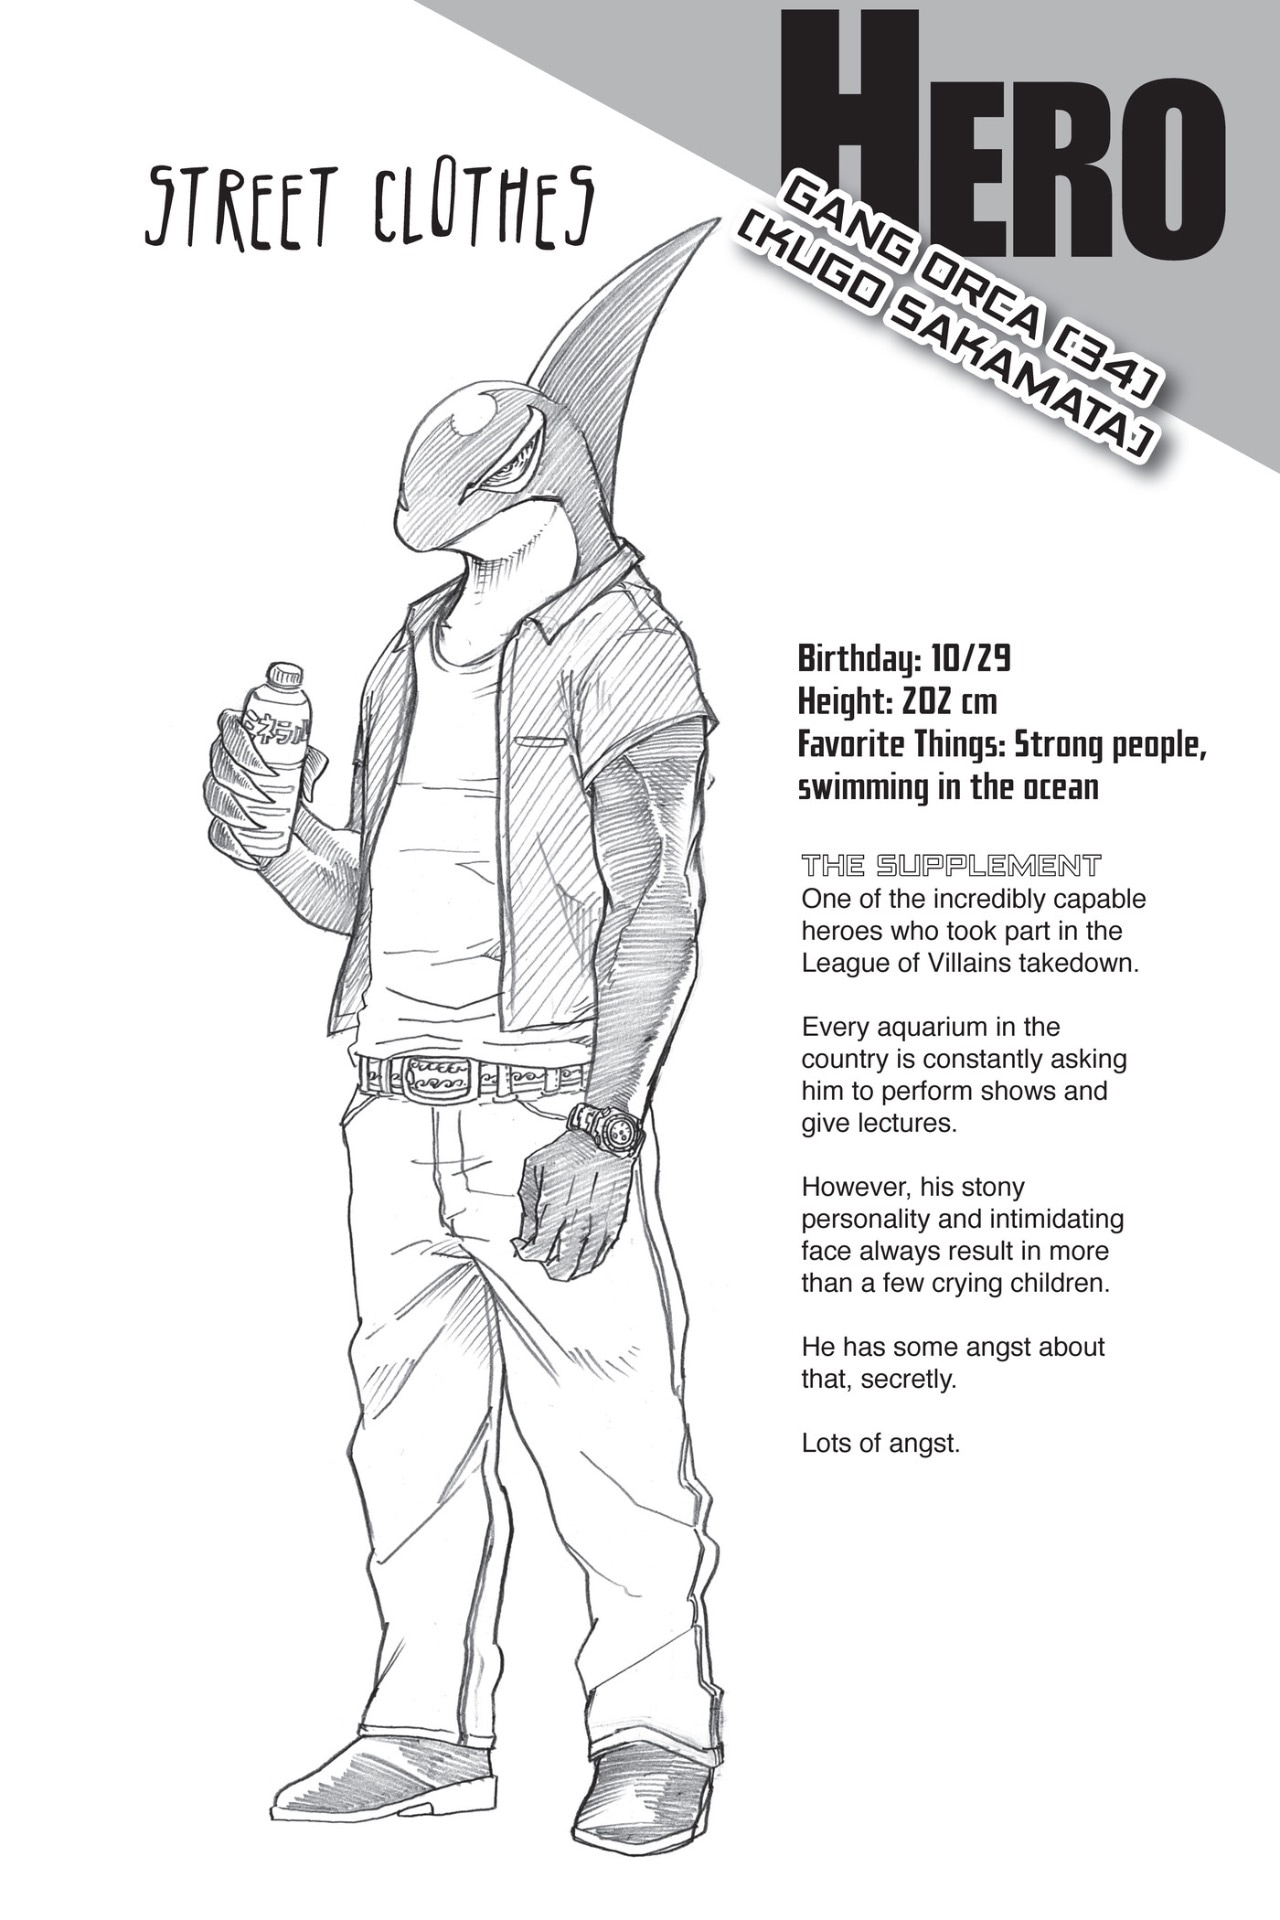 HERO
STREET CLOTHES
GANG ORCA (34)
(KUGO SAKAMATA)
ミネラル
Birthday: 10/29
Height: 202 cm
Favorite Things: Strong people,
swimming in the ocean
THE SUPPLEMENT
One of the incredibly capable
heroes who took part in the
League of Villains takedown.
Every aquarium in the
country is constantly asking
him to perform shows and
give lectures.
However, his stony
personality and intimidating
face always result in more
than a few crying children.
He has some angst about
that, secretly.
Lots of angst.